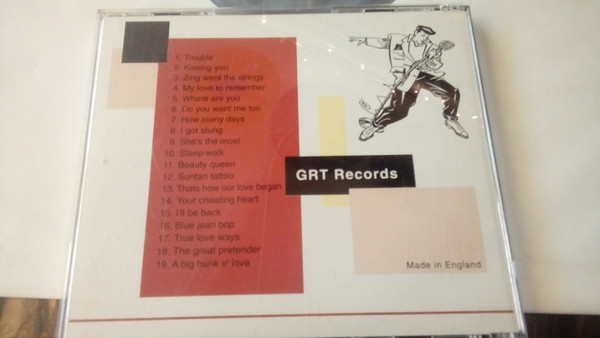 1. Trouble
2. Kissing you
3. Zing went the strings
4. My love to remember
5. Where are you
6. Do you want me too
7. How many days
8. I got stung
9. She's the most
10. Sleep-walk
11. Beauty queen
12. Suntan tattoo
13. Thats how our love began
14. Your cheating heart
15. I'll be back
16. Blue jean bop
17. True love ways
18. The great pretender
19. A big hunk o' love
GRT Records
Made in England